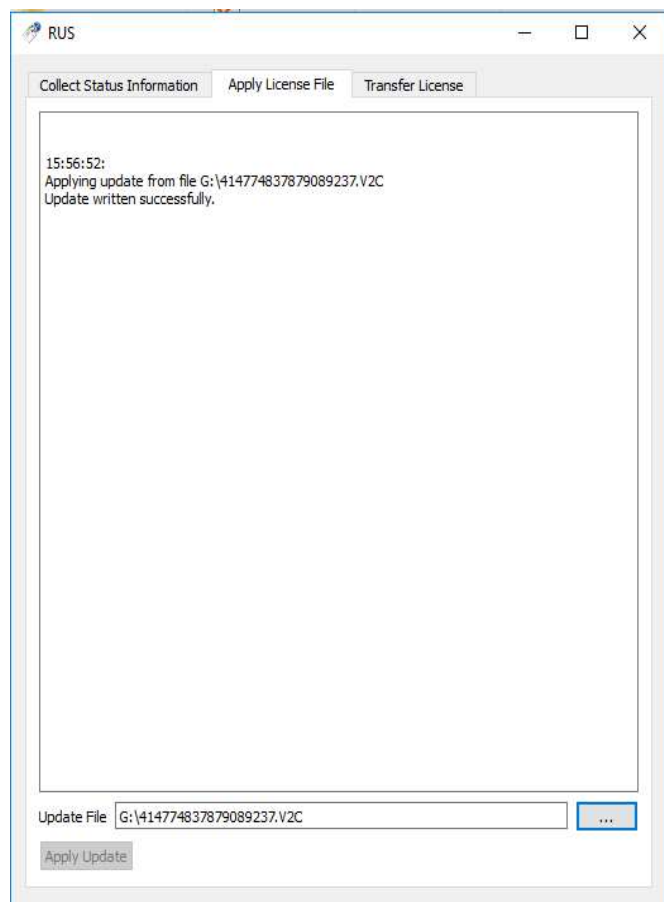 RUS
Collect Status Information
Apply License File
Transfer License
15:56:52:
Applying update from file G:\414774837879089237.V2C
Update written successfully.
Update File
G:\414774837879089237.V2C
...
Apply Update